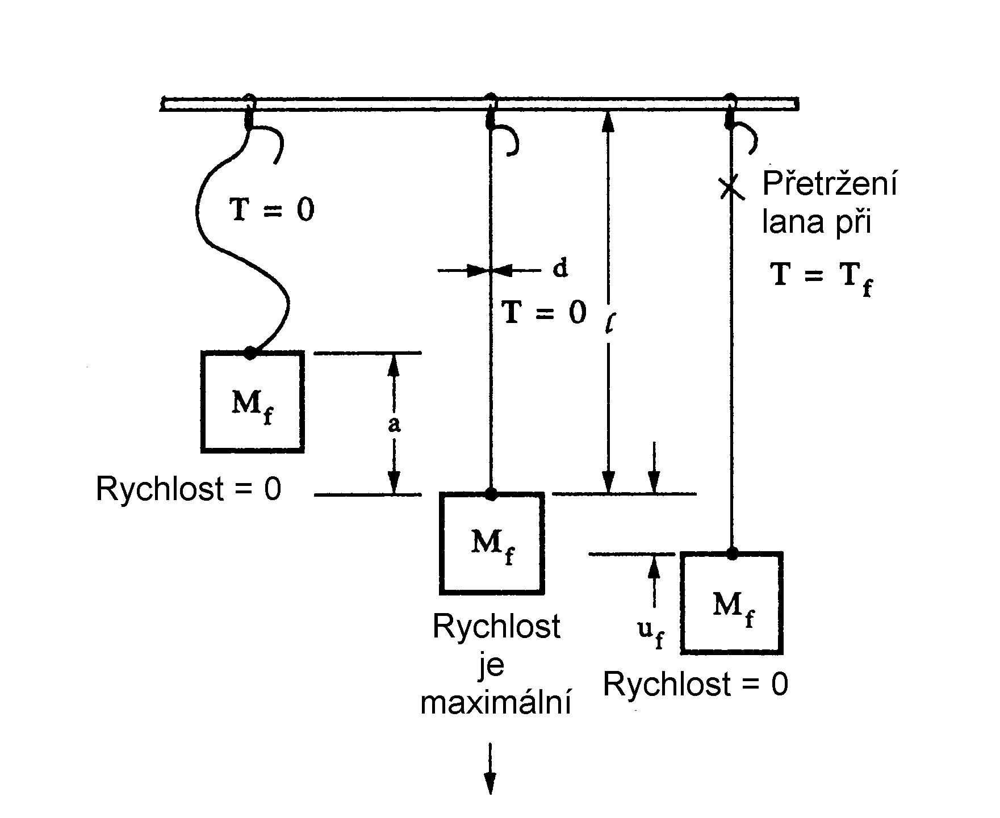 T = 0
M_f
Rychlost = 0
a
d
T = 0
ℓ
M_f
Rychlost
je
maximální
Přetržení
lana při
T = T_f
u_f
M_f
Rychlost = 0